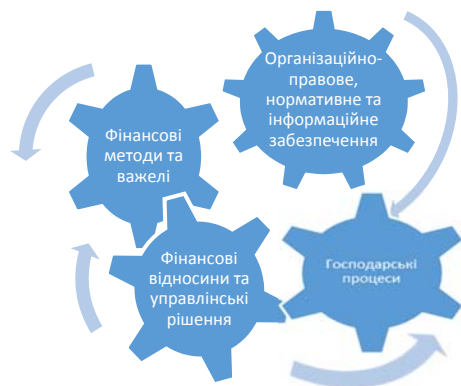 Організаційно-
правове,
нормативне та
інформаційне
забезпечення
Фінансові
методи та
важелі
Фінансові
відносини та
управлінські
рішення
Господарські
процеси